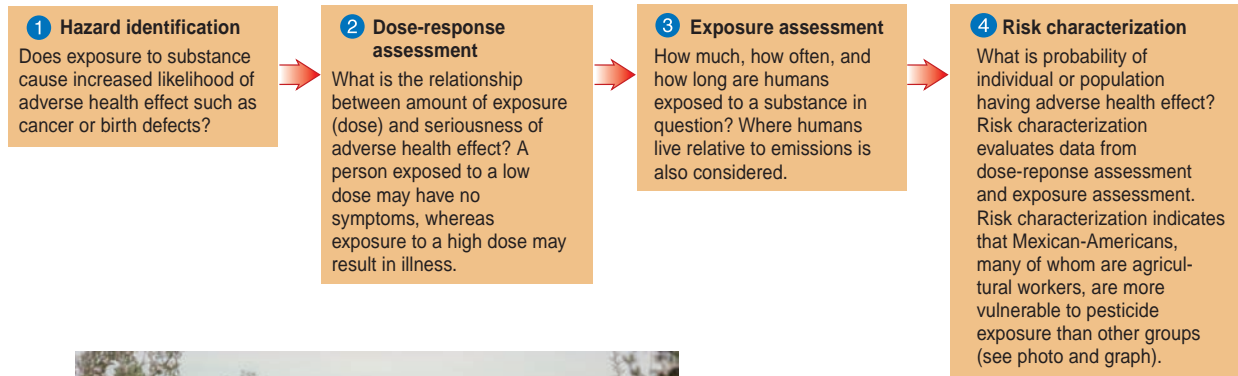 1 Hazard identification
Does exposure to substance
cause increased likelihood of
adverse health effect such as
cancer or birth defects?
2 Dose-response
assessment
What is the relationship
between amount of exposure
(dose) and seriousness of
adverse health effect? A
person exposed to a low
dose may have no
symptoms, whereas
exposure to a high dose may
result in illness.
3 Exposure assessment
How much, how often, and
how long are humans
exposed to a substance in
question? Where humans
live relative to emissions is
also considered.
4 Risk characterization
What is probability of
individual or population
having adverse health effect?
Risk characterization
evaluates data from
dose-reponse assessment
and exposure assessment.
Risk characterization indicates
that Mexican-Americans,
many of whom are agricul-
tural workers, are more
vulnerable to pesticide
exposure than other groups
(see photo and graph).